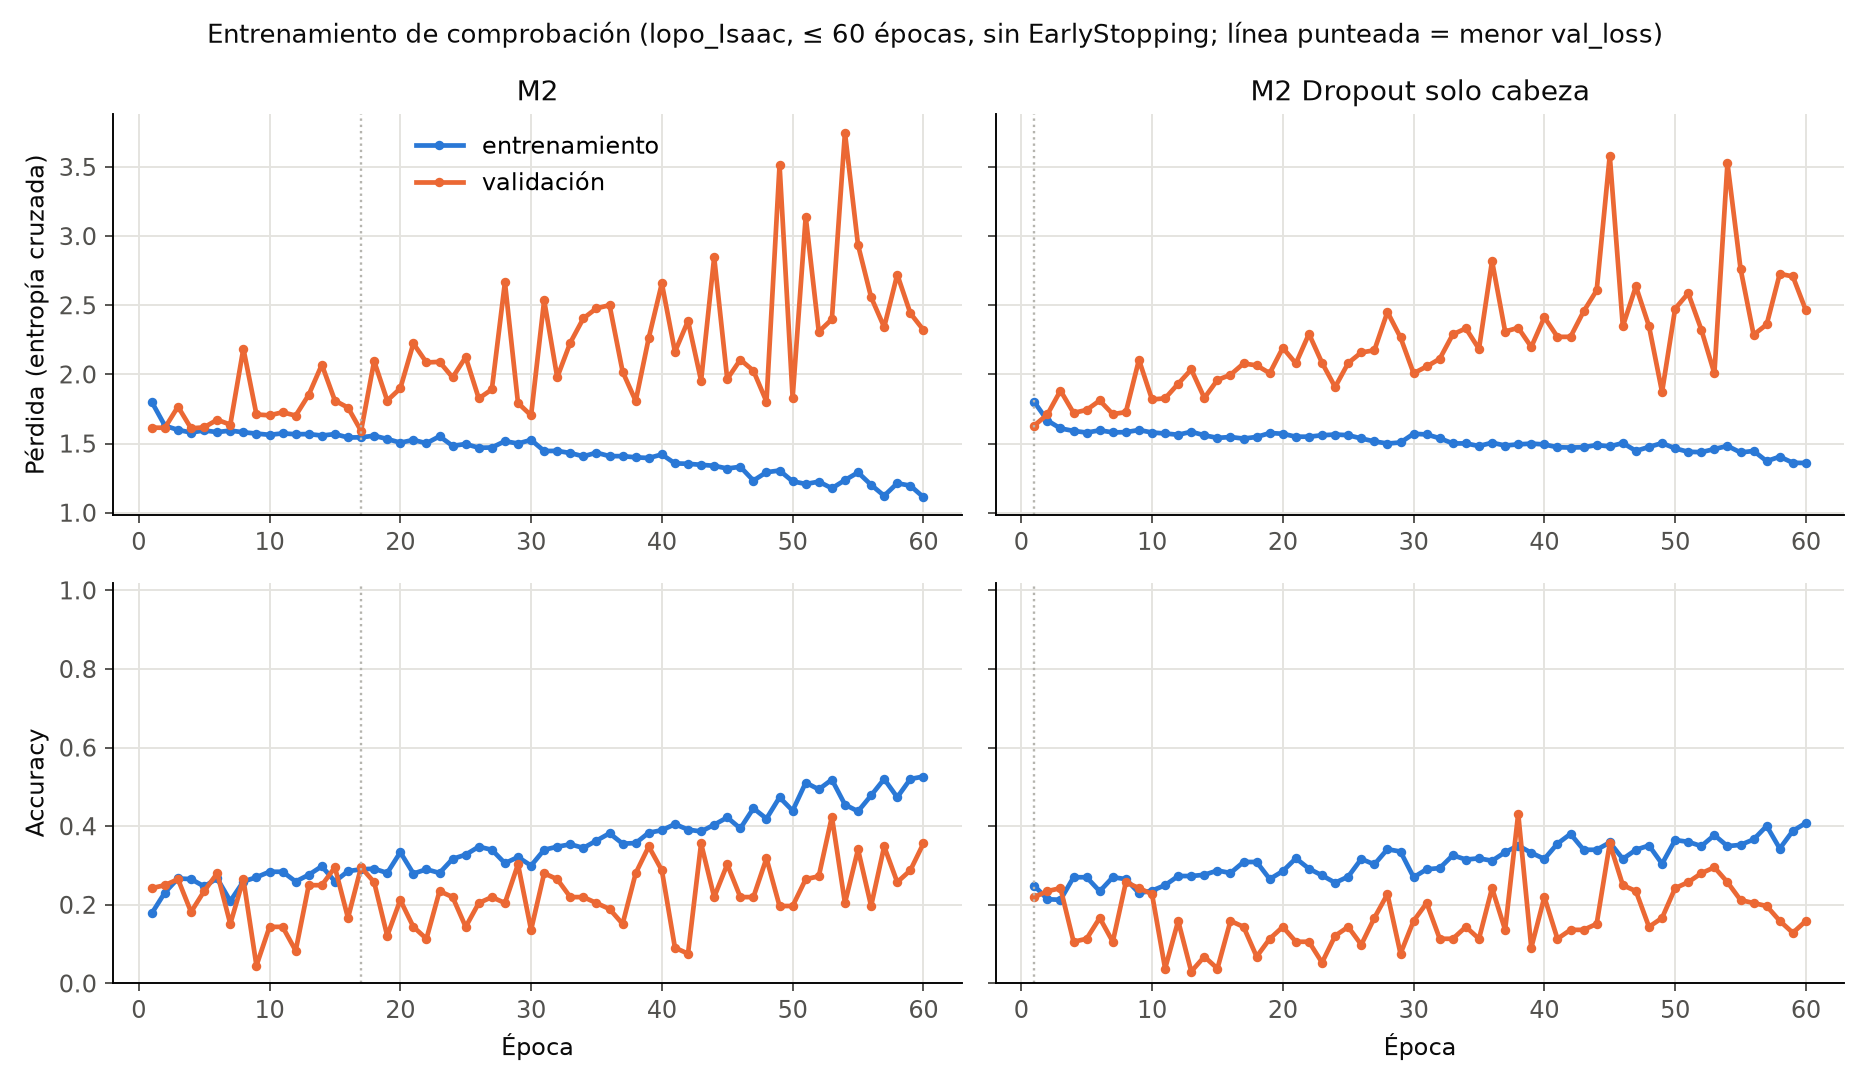 Entrenamiento de comprobación (lopo_Isaac, ≤ 60 épocas, sin EarlyStopping; línea punteada = menor val_loss)
M2
M2 Dropout solo cabeza
entrenamiento
validación
Pérdida (entropía cruzada)
3.5
3.0
2.5
2.0
1.5
1.0
0 10 20 30 40 50 60
0 10 20 30 40 50 60
Accuracy
1.0
0.8
0.6
0.4
0.2
0.0
0 10 20 30 40 50 60
0 10 20 30 40 50 60
Época
Época